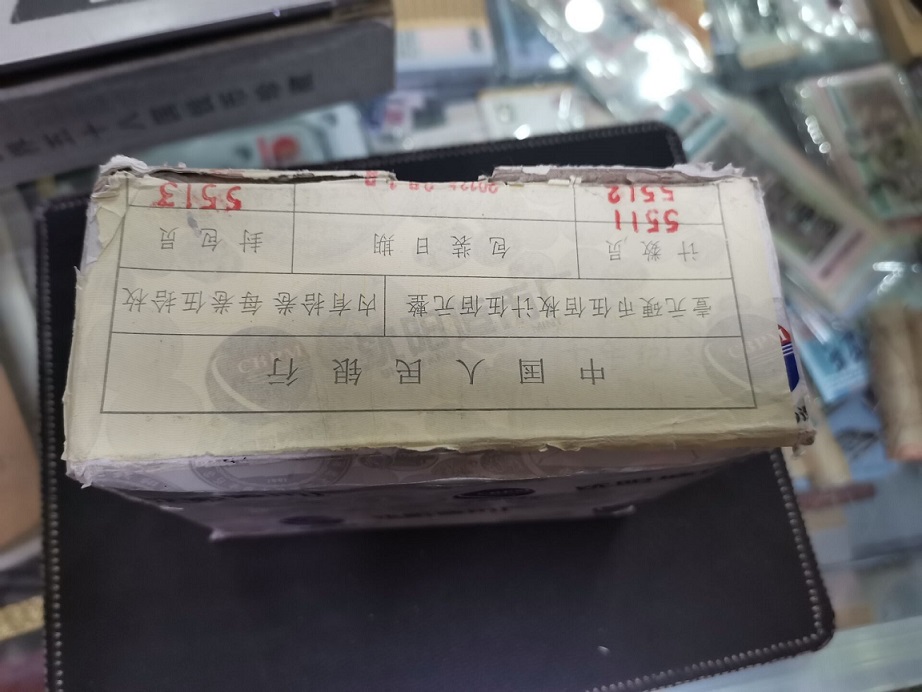 中国人民银行
壹元硬币伍佰枚计伍佰元整
内有拾卷 每卷伍拾枚
计数员
包装日期
封包员
5511
5512
5513